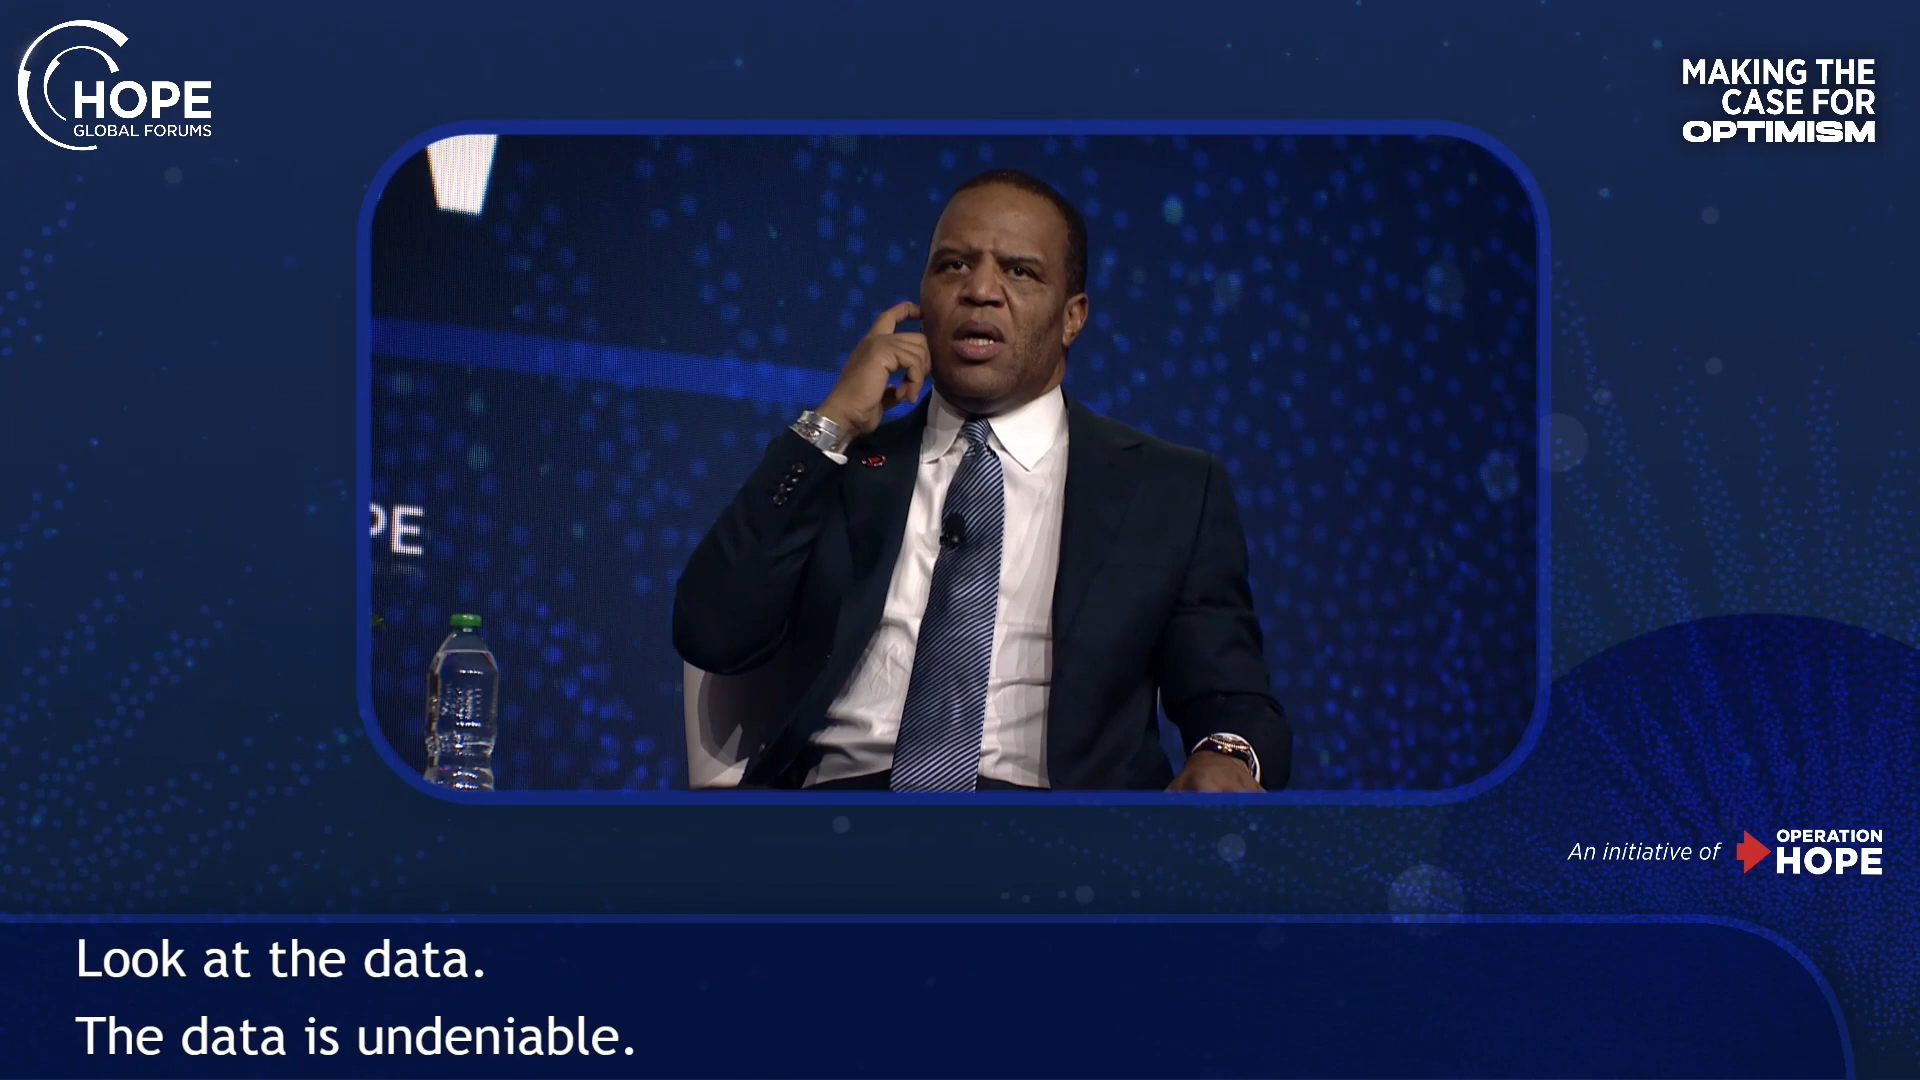 HOPE
GLOBAL FORUMS
MAKING THE
CASE FOR
OPTIMISM
PE
An initiative of
OPERATION
HOPE
Look at the data.
The data is undeniable.